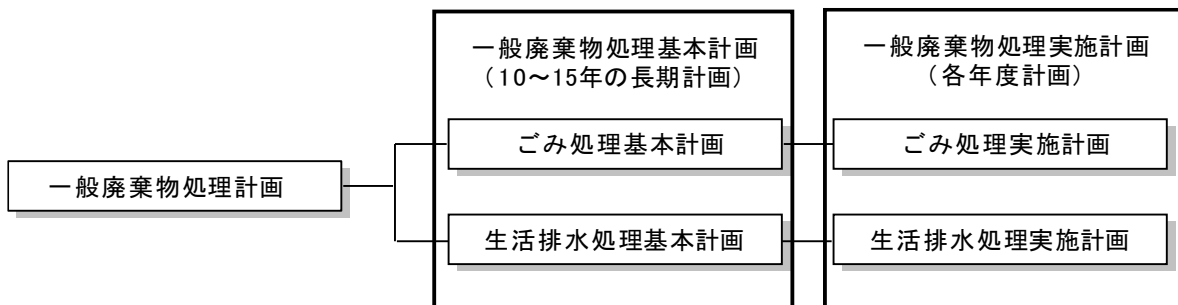 一般廃棄物処理基本計画
（10～15年の長期計画）
一般廃棄物処理実施計画
（各年度計画）
ごみ処理基本計画
ごみ処理実施計画
一般廃棄物処理計画
生活排水処理基本計画
生活排水処理実施計画